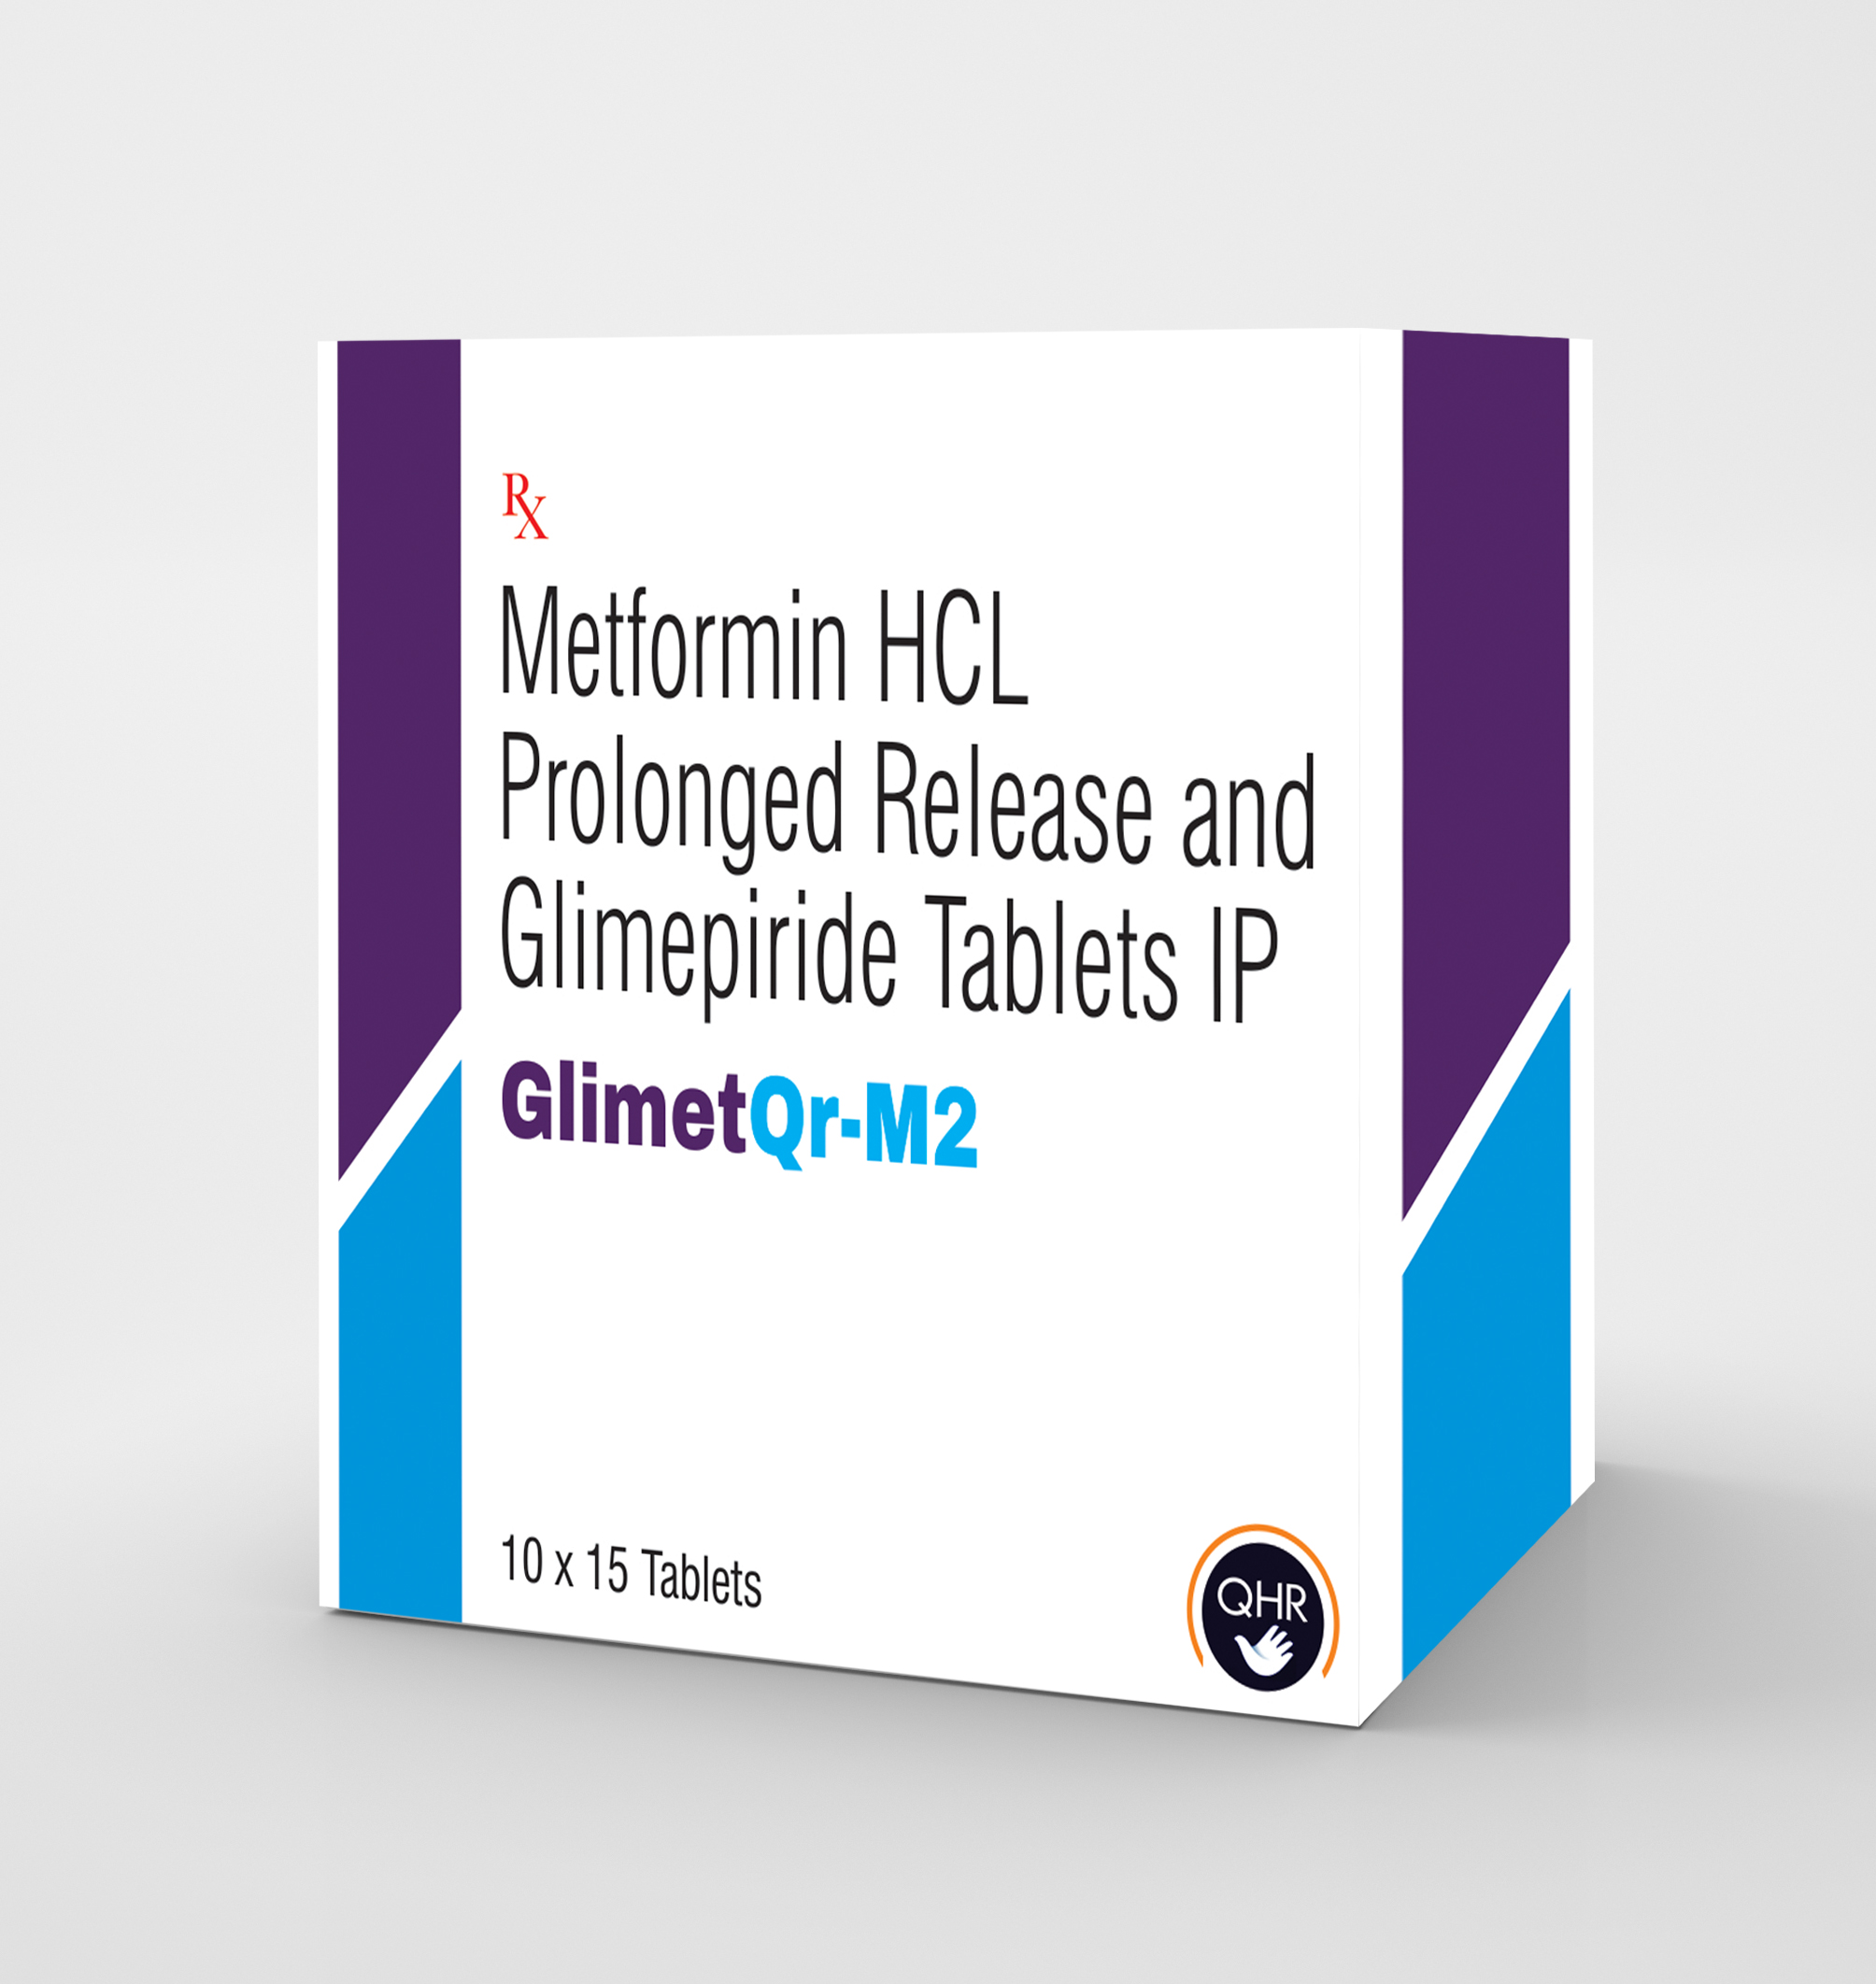 Rx
Metformin HCL
Prolonged Release and
Glimepiride Tablets IP
GlimetQr-M2
10 x 15 Tablets
QHR